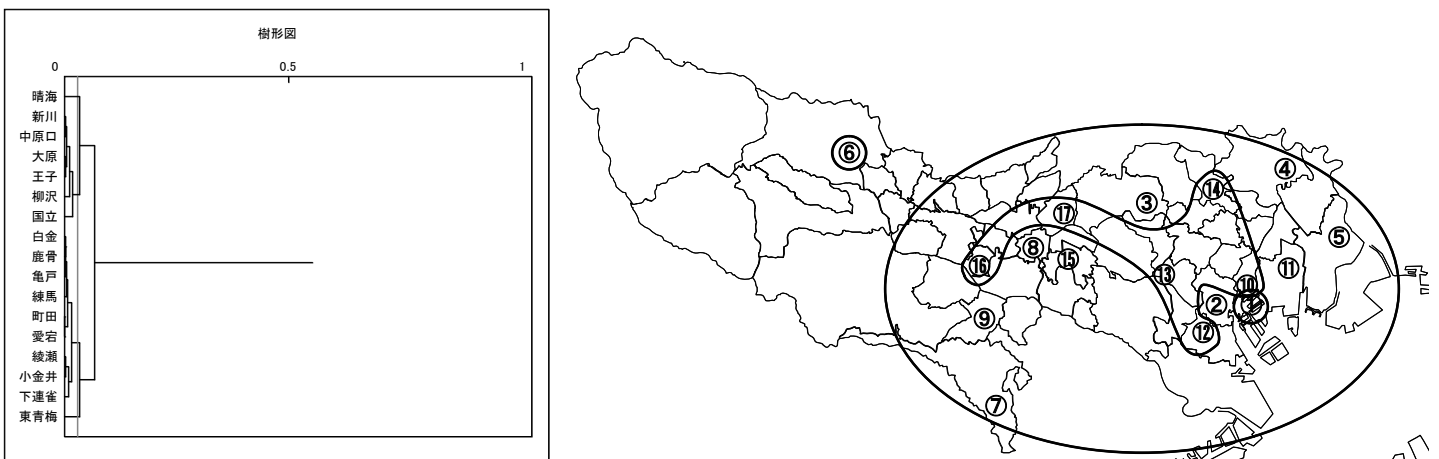 樹形図
0 0.5 1
晴海
新川
中原口
大原
王子
柳沢
国立
白金
鹿骨
亀戸
練馬
町田
愛宕
綾瀬
小金井
下連雀
東青梅
⑥
④
⑭
③
⑰
⑤
⑧
⑮
⑯
⑬
⑪
⑩
②
①
⑨
⑫
⑦